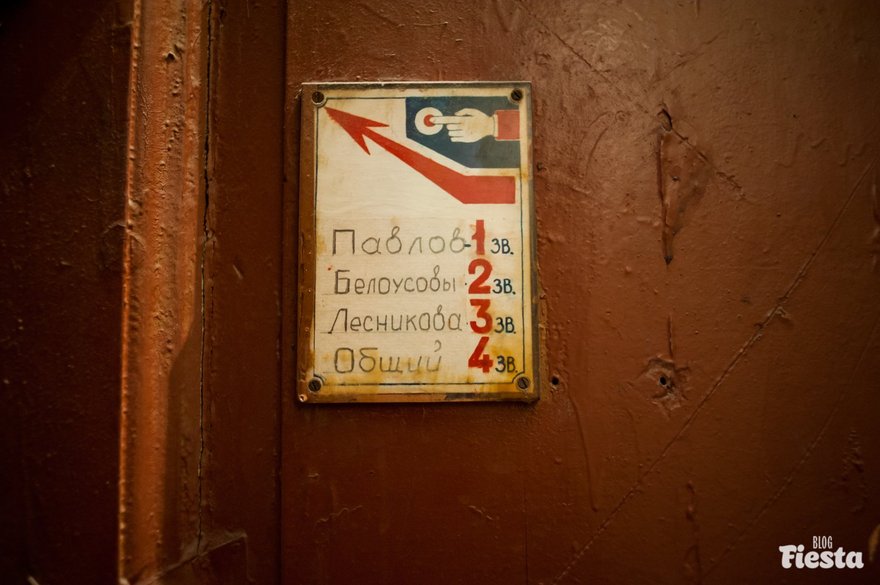 Павлов-1 зв.
Белоусовы-2 зв.
Лесникова-3 зв.
Общий 4 зв.
BLOG
Fiesta